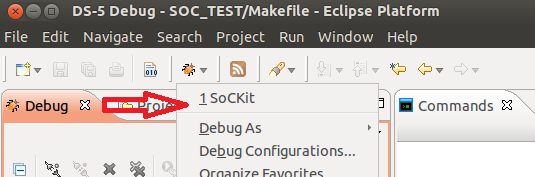 DS-5 Debug - SOC_TEST/Makefile - Eclipse Platform
File Edit Navigate Search Project Run Window Help
010
1 SoCKit
Debug
Proje
Commands
Debug As
Debug Configurations...
Organize Favorites